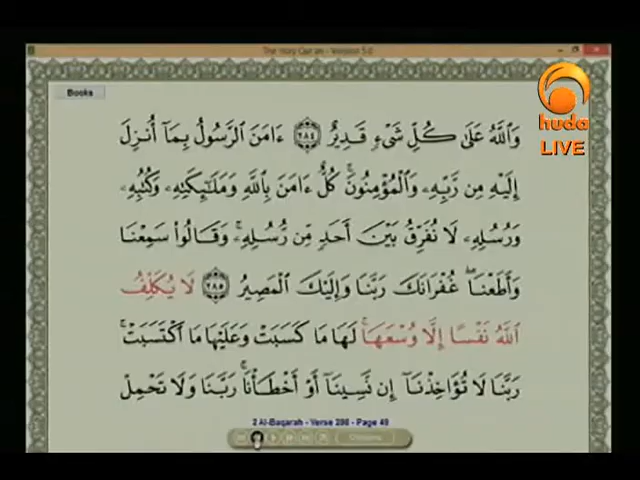 The Holy Qur'an - Version 5.0
Books
huda
LIVE
وَاللَّهُ عَلَىٰ كُلِّ شَيْءٍ قَدِيرٌ ٢٨٤ ءَامَنَ الرَّسُولُ بِمَآ أُنزِلَ
إِلَيْهِ مِن رَّبِّهِۦ وَالْمُؤْمِنُونَ ۚ كُلٌّ ءَامَنَ بِاللَّهِ وَمَلَـٰٓئِكَتِهِۦ وَكُتُبِهِۦ
وَرُسُلِهِۦ لَا نُفَرِّقُ بَيْنَ أَحَدٍ مِّن رُّسُلِهِۦ ۚ وَقَالُوا۟ سَمِعْنَا
وَأَطَعْنَا ۖ غُفْرَانَكَ رَبَّنَا وَإِلَيْكَ الْمَصِيرُ ٢٨٥ لَا يُكَلِّفُ
اللَّهُ نَفْسًا إِلَّا وُسْعَهَا ۚ لَهَا مَا كَسَبَتْ وَعَلَيْهَا مَا اكْتَسَبَتْ ۗ
رَبَّنَا لَا تُؤَاخِذْنَآ إِن نَّسِينَآ أَوْ أَخْطَأْنَا ۚ رَبَّنَا وَلَا تَحْمِلْ
2 Al-Baqarah - Verse 286 - Page 49